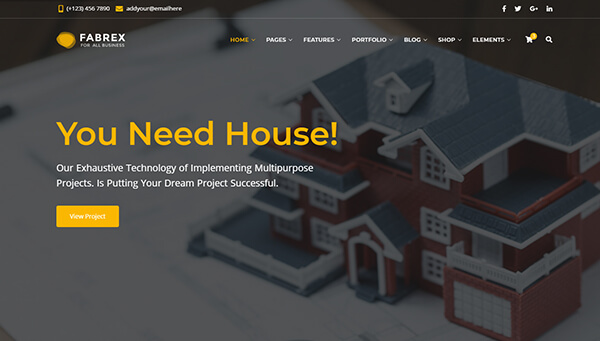 (+123) 456 7890 addyour@emailhere
FABREX
FOR ALL BUSINESS
HOME PAGES FEATURES PORTFOLIO BLOG SHOP ELEMENTS
You Need House!
Our Exhaustive Technology of Implementing Multipurpose
Projects. Is Putting Your Dream Project Successful.
View Project